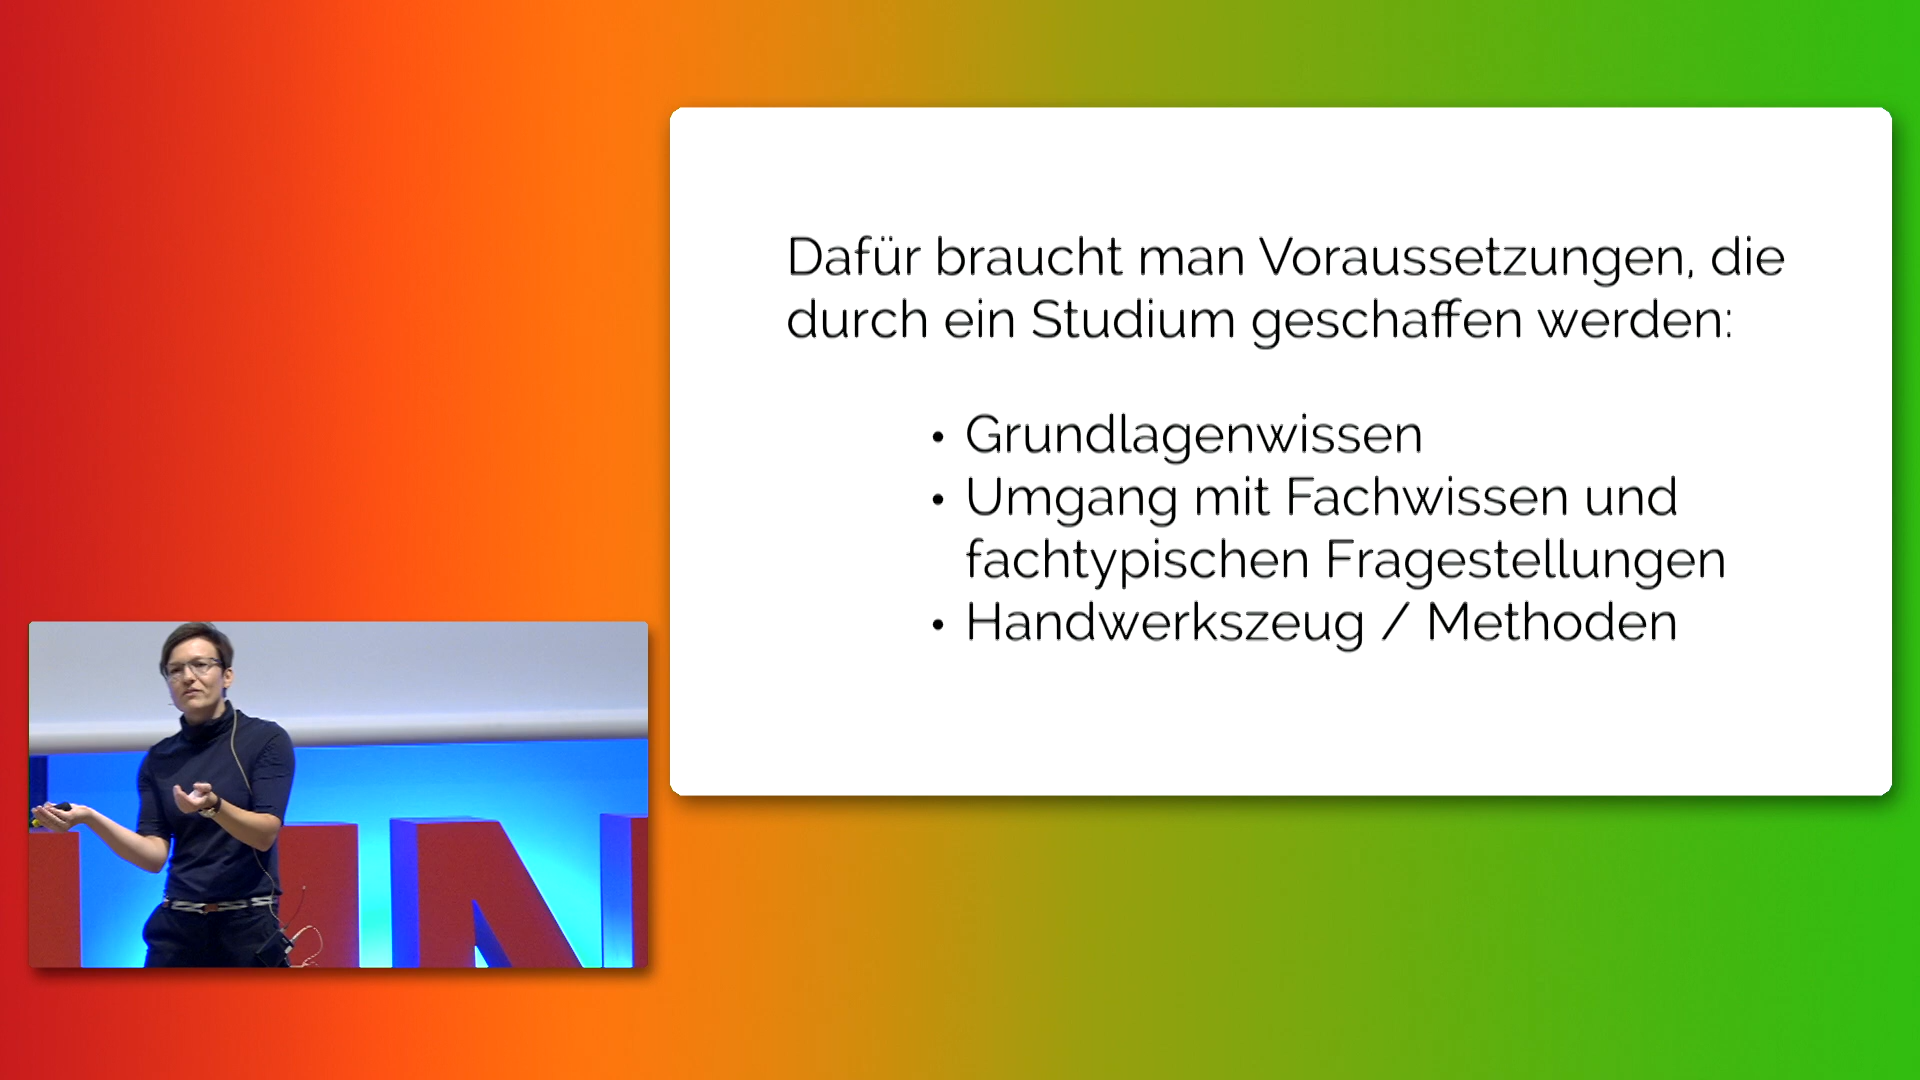 Dafür braucht man Voraussetzungen, die
durch ein Studium geschaffen werden:
• Grundlagenwissen
• Umgang mit Fachwissen und
fachtypischen Fragestellungen
• Handwerkszeug / Methoden